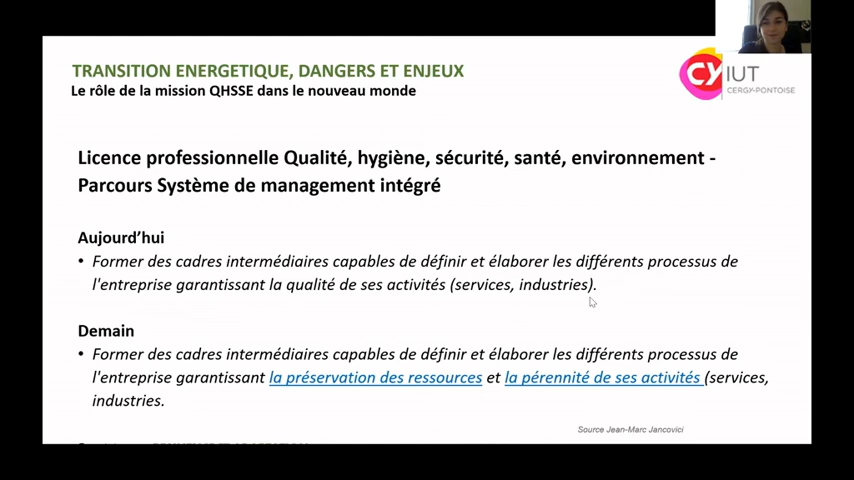 TRANSITION ENERGETIQUE, DANGERS ET ENJEUX
Le rôle de la mission QHSSE dans le nouveau monde
CY IUT
CERGY-PONTOISE
Licence professionnelle Qualité, hygiène, sécurité, santé, environnement -
Parcours Système de management intégré
Aujourd'hui
• Former des cadres intermédiaires capables de définir et élaborer les différents processus de
l'entreprise garantissant la qualité de ses activités (services, industries).
Demain
• Former des cadres intermédiaires capables de définir et élaborer les différents processus de
l'entreprise garantissant la préservation des ressources et la pérennité de ses activités (services,
industries.
Source Jean-Marc Jancovici